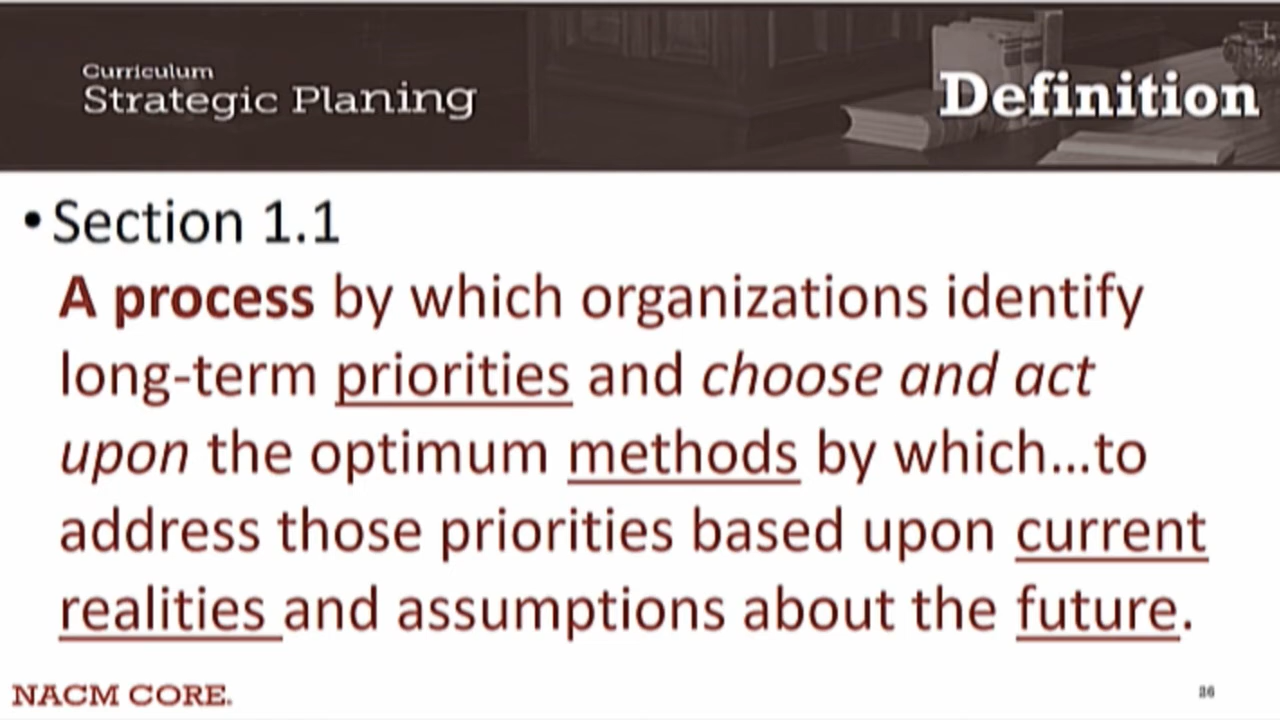 Curriculum
Strategic Planing
Definition
• Section 1.1
A process by which organizations identify
long-term priorities and choose and act
upon the optimum methods by which...to
address those priorities based upon current
realities and assumptions about the future.
NACM CORE.
26